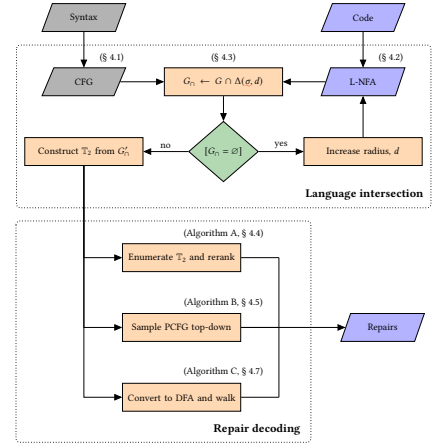 Syntax
Code
(§ 4.1)
(§ 4.3)
(§ 4.2)
CFG
G∩ ← G ∩ Δ(σ, d)
L-NFA
[G∩ = ∅]
no
yes
Construct 𝕋₂ from G′∩
Increase radius, d
Language intersection
(Algorithm A, § 4.4)
Enumerate 𝕋₂ and rerank
(Algorithm B, § 4.5)
Sample PCFG top-down
Repairs
(Algorithm C, § 4.7)
Convert to DFA and walk
Repair decoding